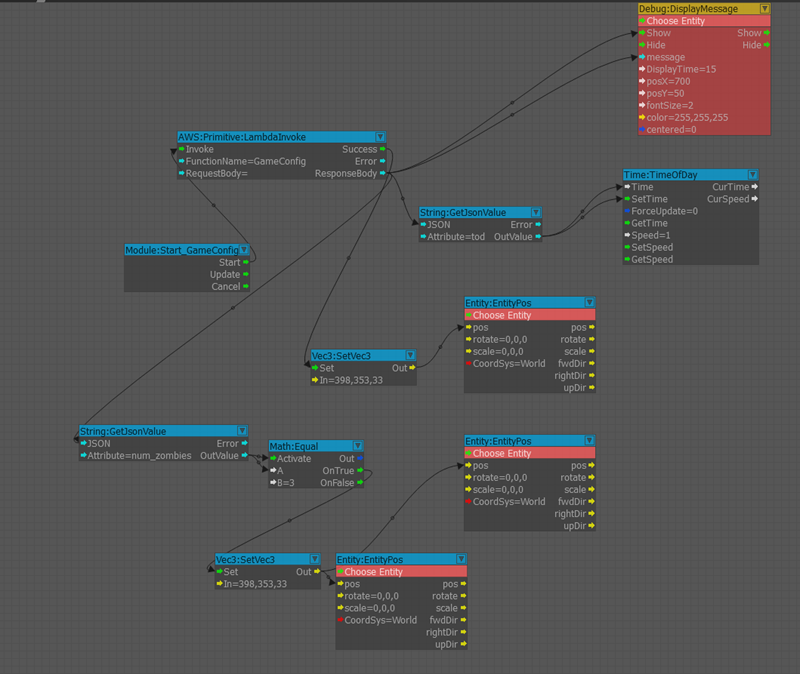 Debug:DisplayMessage
Choose Entity
Show Show
Hide Hide
message
DisplayTime=15
posX=700
posY=50
fontSize=2
color=255,255,255
centered=0
AWS:Primitive:LambdaInvoke
Invoke Success
FunctionName=GameConfig Error
RequestBody= ResponseBody
Time:TimeOfDay
Time CurTime
SetTime CurSpeed
ForceUpdate=0
GetTime
Speed=1
SetSpeed
GetSpeed
String:GetJsonValue
JSON Error
Attribute=tod OutValue
Module:Start_GameConfig
Start
Update
Cancel
Entity:EntityPos
Choose Entity
pos pos
rotate=0,0,0 rotate
scale=0,0,0 scale
CoordSys=World fwdDir
rightDir
upDir
Vec3:SetVec3
Set Out
In=398,353,33
String:GetJsonValue
JSON Error
Attribute=num_zombies OutValue
Math:Equal
Activate Out
A OnTrue
B=3 OnFalse
Entity:EntityPos
Choose Entity
pos pos
rotate=0,0,0 rotate
scale=0,0,0 scale
CoordSys=World fwdDir
rightDir
upDir
Vec3:SetVec3
Set Out
In=398,353,33
Entity:EntityPos
Choose Entity
pos pos
rotate=0,0,0 rotate
scale=0,0,0 scale
CoordSys=World fwdDir
rightDir
upDir